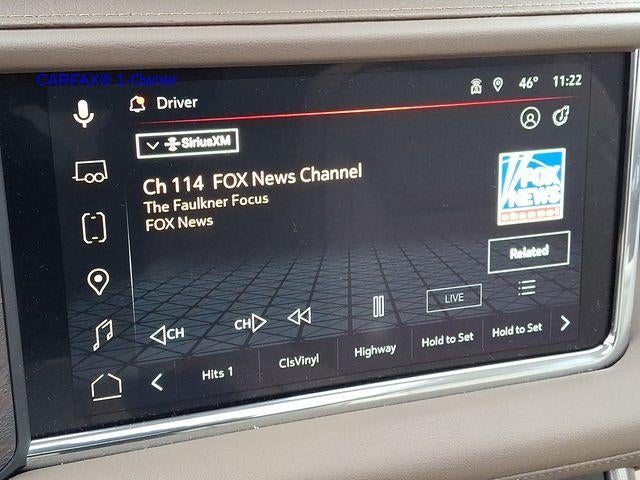 CARFAX® 1-Owner
Driver
46° 11:22
SiriusXM
Ch 114 FOX News Channel
The Faulkner Focus
FOX News
FOX
NEWS
channel
Related
CH
CH
LIVE
Hits 1
ClsVinyl
Highway
Hold to Set
Hold to Set